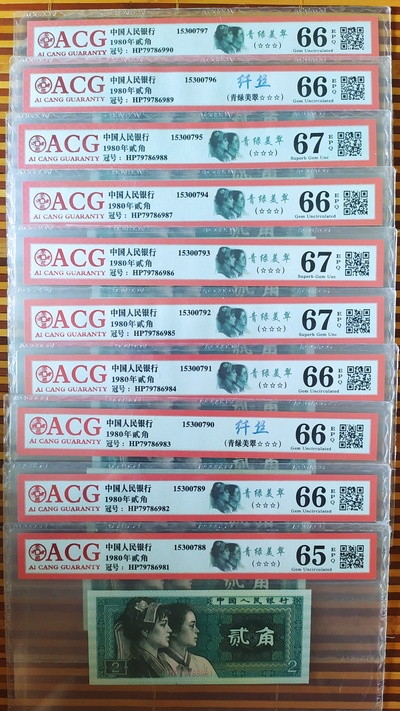 ACG
AI CANG GUARANTY
中国人民银行
1980年贰角
冠号：HP79786990
15300797
青绿美翠
(☆☆☆)
66
EPQ
Gem Uncirculated
ACG
AI CANG GUARANTY
中国人民银行
1980年贰角
冠号：HP79786989
15300796
纤丝
(青绿美翠☆☆☆)
66
EPQ
Gem Uncirculated
ACG
AI CANG GUARANTY
中国人民银行
1980年贰角
冠号：HP79786988
15300795
青绿美翠
(☆☆☆)
67
EPQ
Superb Gem Unc
ACG
AI CANG GUARANTY
中国人民银行
1980年贰角
冠号：HP79786987
15300794
青绿美翠
(☆☆☆)
66
EPQ
Gem Uncirculated
ACG
AI CANG GUARANTY
中国人民银行
1980年贰角
冠号：HP79786986
15300793
青绿美翠
(☆☆☆)
67
EPQ
Superb Gem Unc
ACG
AI CANG GUARANTY
中国人民银行
1980年贰角
冠号：HP79786985
15300792
青绿美翠
(☆☆☆)
67
EPQ
Superb Gem Unc
ACG
AI CANG GUARANTY
中国人民银行
1980年贰角
冠号：HP79786984
15300791
青绿美翠
(☆☆☆)
66
EPQ
Gem Uncirculated
ACG
AI CANG GUARANTY
中国人民银行
1980年贰角
冠号：HP79786983
15300790
纤丝
(青绿美翠☆☆☆)
66
EPQ
Gem Uncirculated
ACG
AI CANG GUARANTY
中国人民银行
1980年贰角
冠号：HP79786982
15300789
青绿美翠
(☆☆☆)
66
EPQ
Gem Uncirculated
ACG
AI CANG GUARANTY
中国人民银行
1980年贰角
冠号：HP79786981
15300788
青绿美翠
(☆☆☆)
65
EPQ
Gem Uncirculated
中国人民银行
贰角
2
2